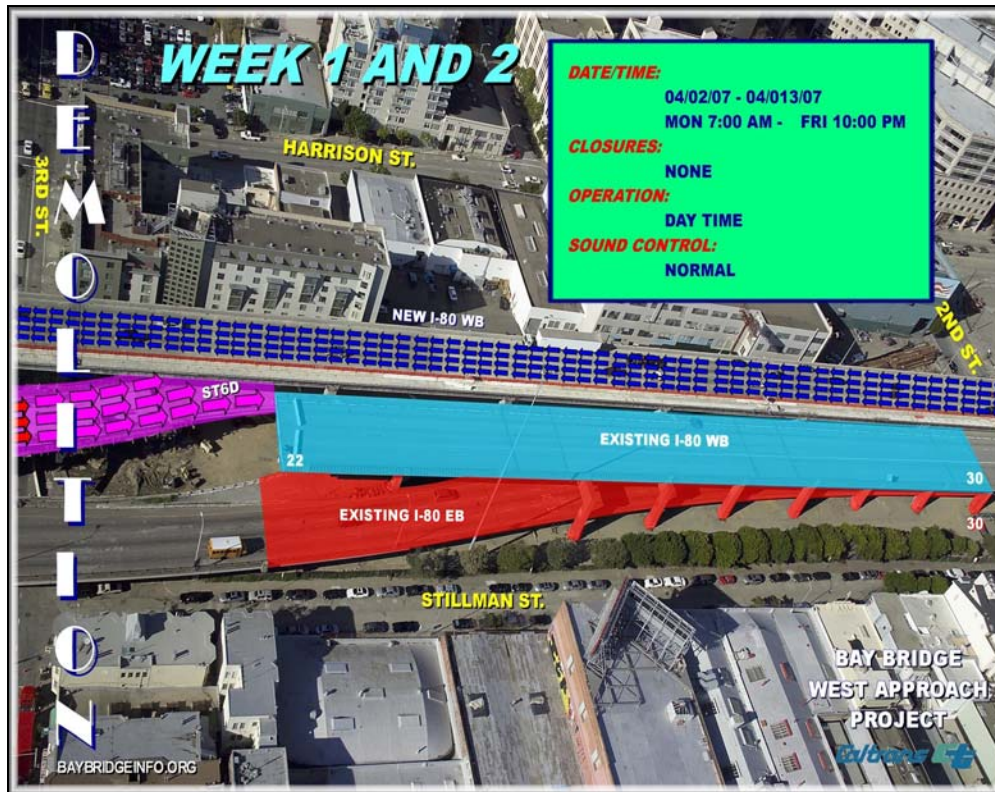 DEMOLITION
WEEK 1 AND 2
DATE/TIME:
04/02/07 - 04/013/07
MON 7:00 AM - FRI 10:00 PM
CLOSURES:
NONE
OPERATION:
DAY TIME
SOUND CONTROL:
NORMAL
HARRISON ST.
3RD ST.
2ND ST.
NEW I-80 WB
ST6D
EXISTING I-80 WB
22
30
EXISTING I-80 EB
30
STILLMAN ST.
BAY BRIDGE
WEST APPROACH
PROJECT
Caltrans
BAYBRIDGEINFO.ORG